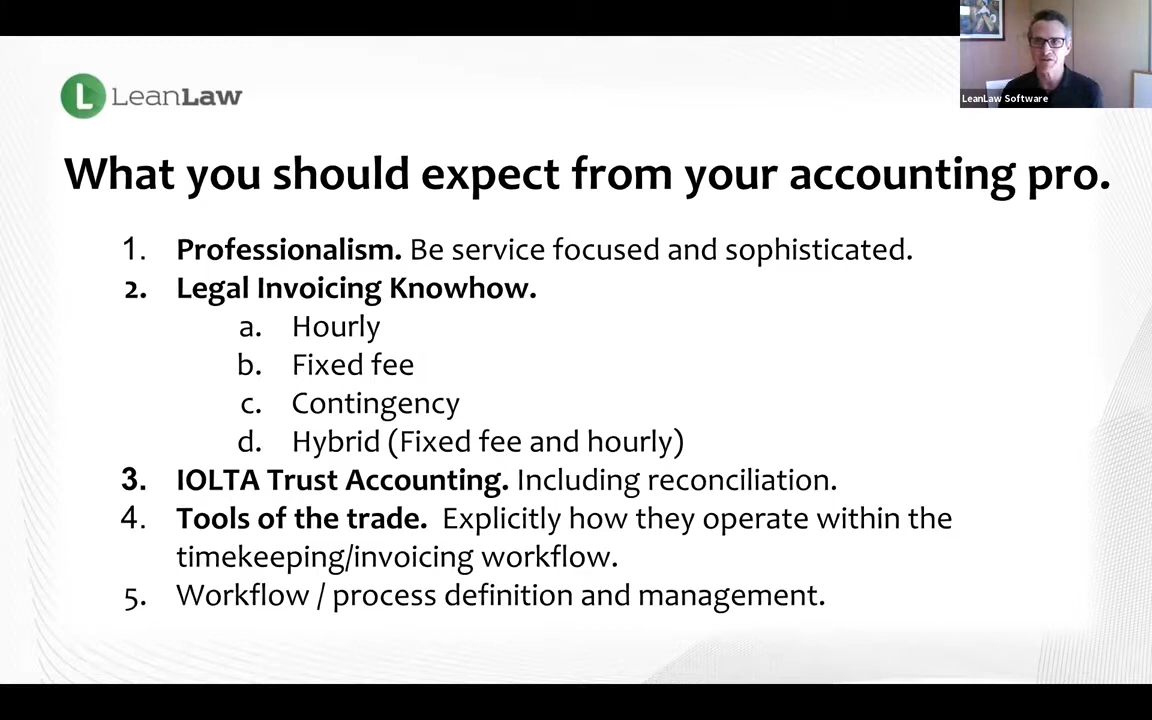 LeanLaw Software
L LeanLaw
What you should expect from your accounting pro.
1. Professionalism. Be service focused and sophisticated.
2. Legal Invoicing Knowhow.
a. Hourly
b. Fixed fee
c. Contingency
d. Hybrid (Fixed fee and hourly)
3. IOLTA Trust Accounting. Including reconciliation.
4. Tools of the trade. Explicitly how they operate within the
timekeeping/invoicing workflow.
5. Workflow / process definition and management.